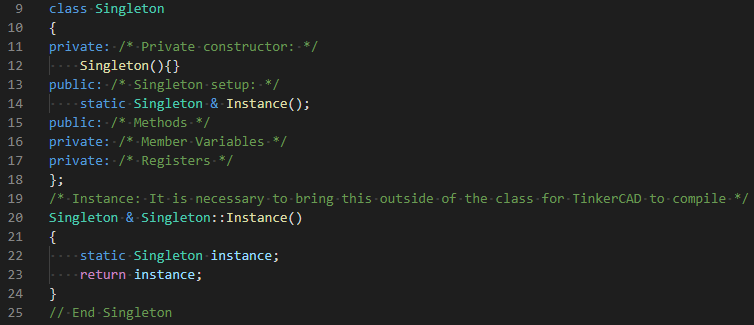 9 class Singleton
10 {
11 private: /* Private constructor: */
12     Singleton(){}
13 public: /* Singleton setup: */
14     static Singleton & Instance();
15 public: /* Methods */
16 private: /* Member Variables */
17 private: /* Registers */
18 };
19 /* Instance: It is necessary to bring this outside of the class for TinkerCAD to compile */
20 Singleton & Singleton::Instance()
21 {
22     static Singleton instance;
23     return instance;
24 }
25 // End Singleton